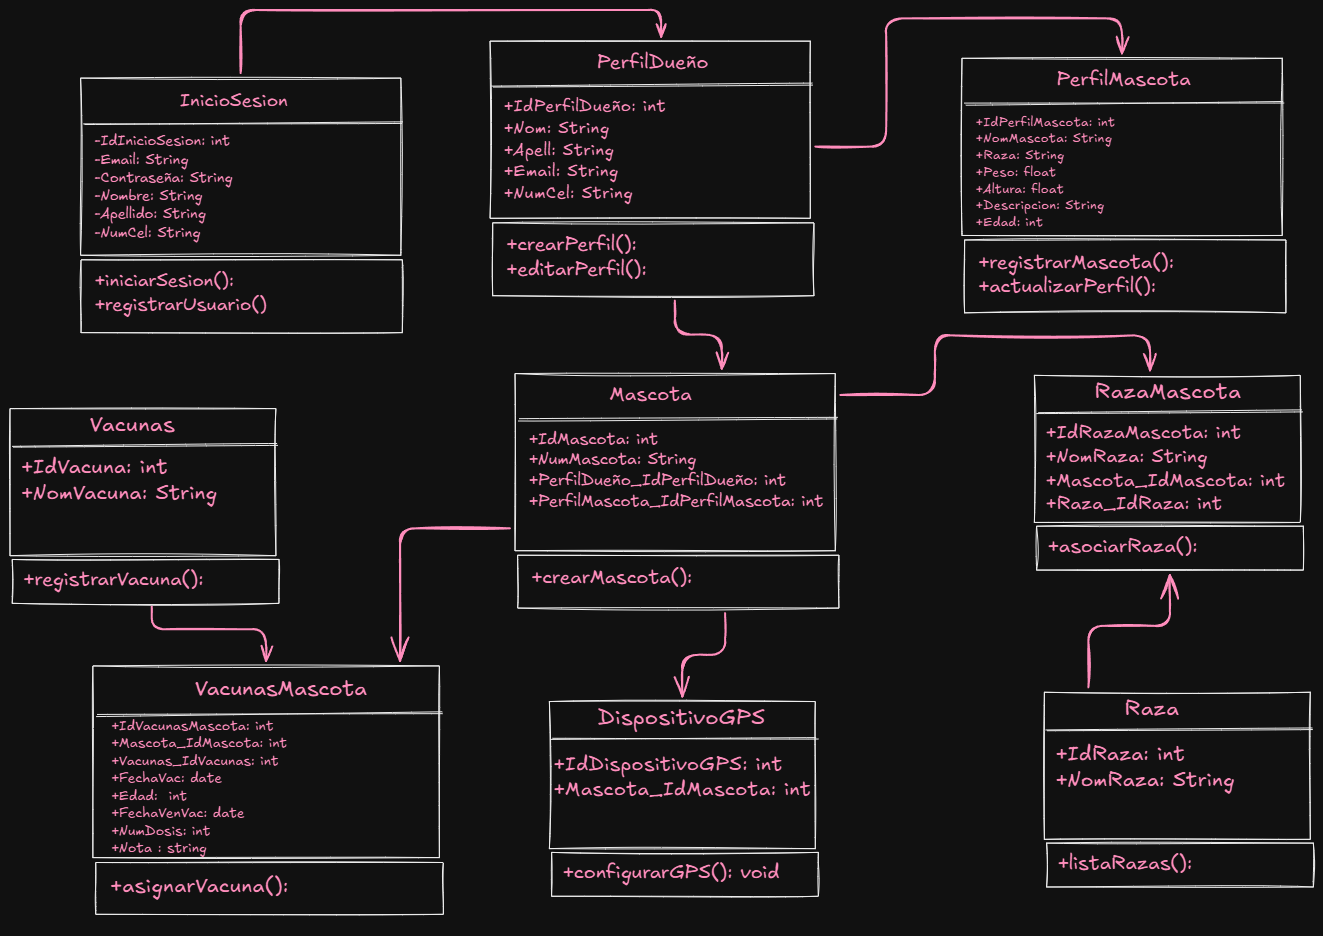 InicioSesion
-IdInicioSesion: int
-Email: String
-Contraseña: String
-Nombre: String
-Apellido: String
-NumCel: String
+iniciarSesion():
+registrarUsuario()
PerfilDueño
+IdPerfilDueño: int
+Nom: String
+Apell: String
+Email: String
+NumCel: String
+crearPerfil():
+editarPerfil():
PerfilMascota
+IdPerfilMascota: int
+NomMascota: String
+Raza: String
+Peso: float
+Altura: float
+Descripcion: String
+Edad: int
+registrarMascota():
+actualizarPerfil():
Vacunas
+IdVacuna: int
+NomVacuna: String
+registrarVacuna():
Mascota
+IdMascota: int
+NumMascota: String
+PerfilDueño_IdPerfilDueño: int
+PerfilMascota_IdPerfilMascota: int
+crearMascota():
RazaMascota
+IdRazaMascota: int
+NomRaza: String
+Mascota_IdMascota: int
+Raza_IdRaza: int
+asociarRaza():
VacunasMascota
+IdVacunasMascota: int
+Mascota_IdMascota: int
+Vacunas_IdVacunas: int
+FechaVac: date
+Edad:  int
+FechaVenVac: date
+NumDosis: int
+Nota : string
+asignarVacuna():
DispositivoGPS
+IdDispositivoGPS: int
+Mascota_IdMascota: int
+configurarGPS(): void
Raza
+IdRaza: int
+NomRaza: String
+listaRazas():